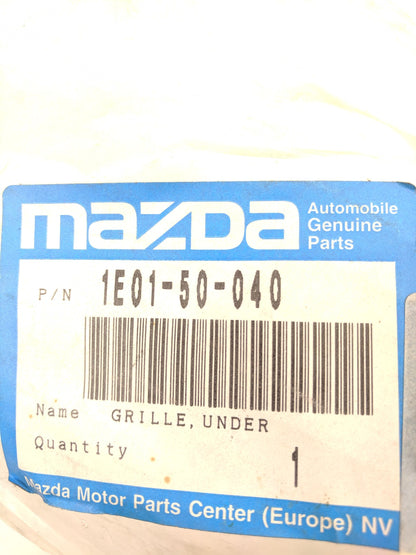 mazda
Automobile
Genuine
Parts
P/N 1E01-50-040
Name GRILLE, UNDER
Quantity 1
Mazda Motor Parts Center (Europe) NV